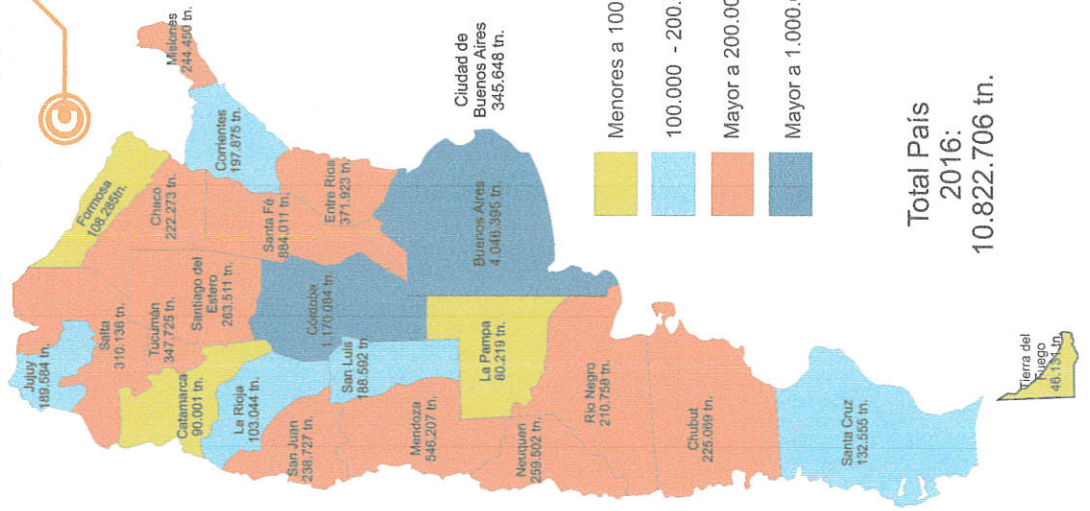 Jujuy
189.584 tn.
Salta
310.136 tn.
Formosa
108.285tn.
Misiones
244.450 tn.
Chaco
222.273 tn.
Corrientes
197.875 tn.
Tucumán
347.725 tn.
Santiago del
Estero
263.511 tn.
Catamarca
90.001 tn.
La Rioja
103.044 tn.
Santa Fé
884.011 tn.
Entre Ríos
371.923 tn.
Córdoba
1.170.084 tn.
San Juan
238.727 tn.
San Luis
188.592 tn.
Mendoza
546.207 tn.
Ciudad de
Buenos Aires
345.648 tn.
Buenos Aires
4.046.395 tn.
La Pampa
80.219 tn.
Neuquen
259.502 tn.
Río Negro
210.758 tn.
Chubut
225.069 tn.
Santa Cruz
132.555 tn.
Tierra del
Fuego
46.131 tn
Menores a 100
100.000 - 200.
Mayor a 200.00
Mayor a 1.000.
Total País
2016:
10.822.706 tn.